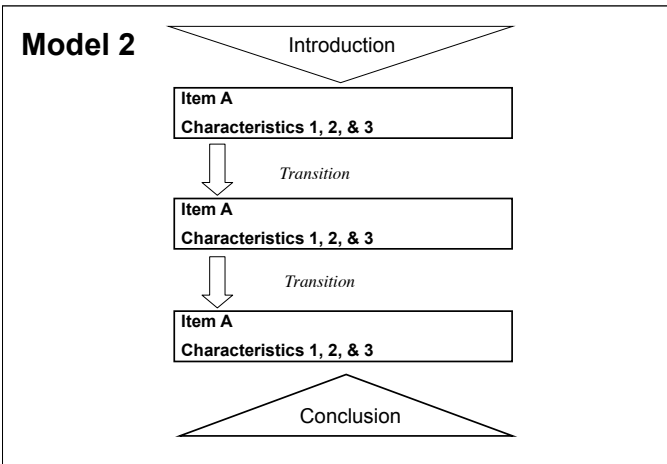 Model 2
Introduction
Item A
Characteristics 1, 2, & 3
Transition
Item A
Characteristics 1, 2, & 3
Transition
Item A
Characteristics 1, 2, & 3
Conclusion